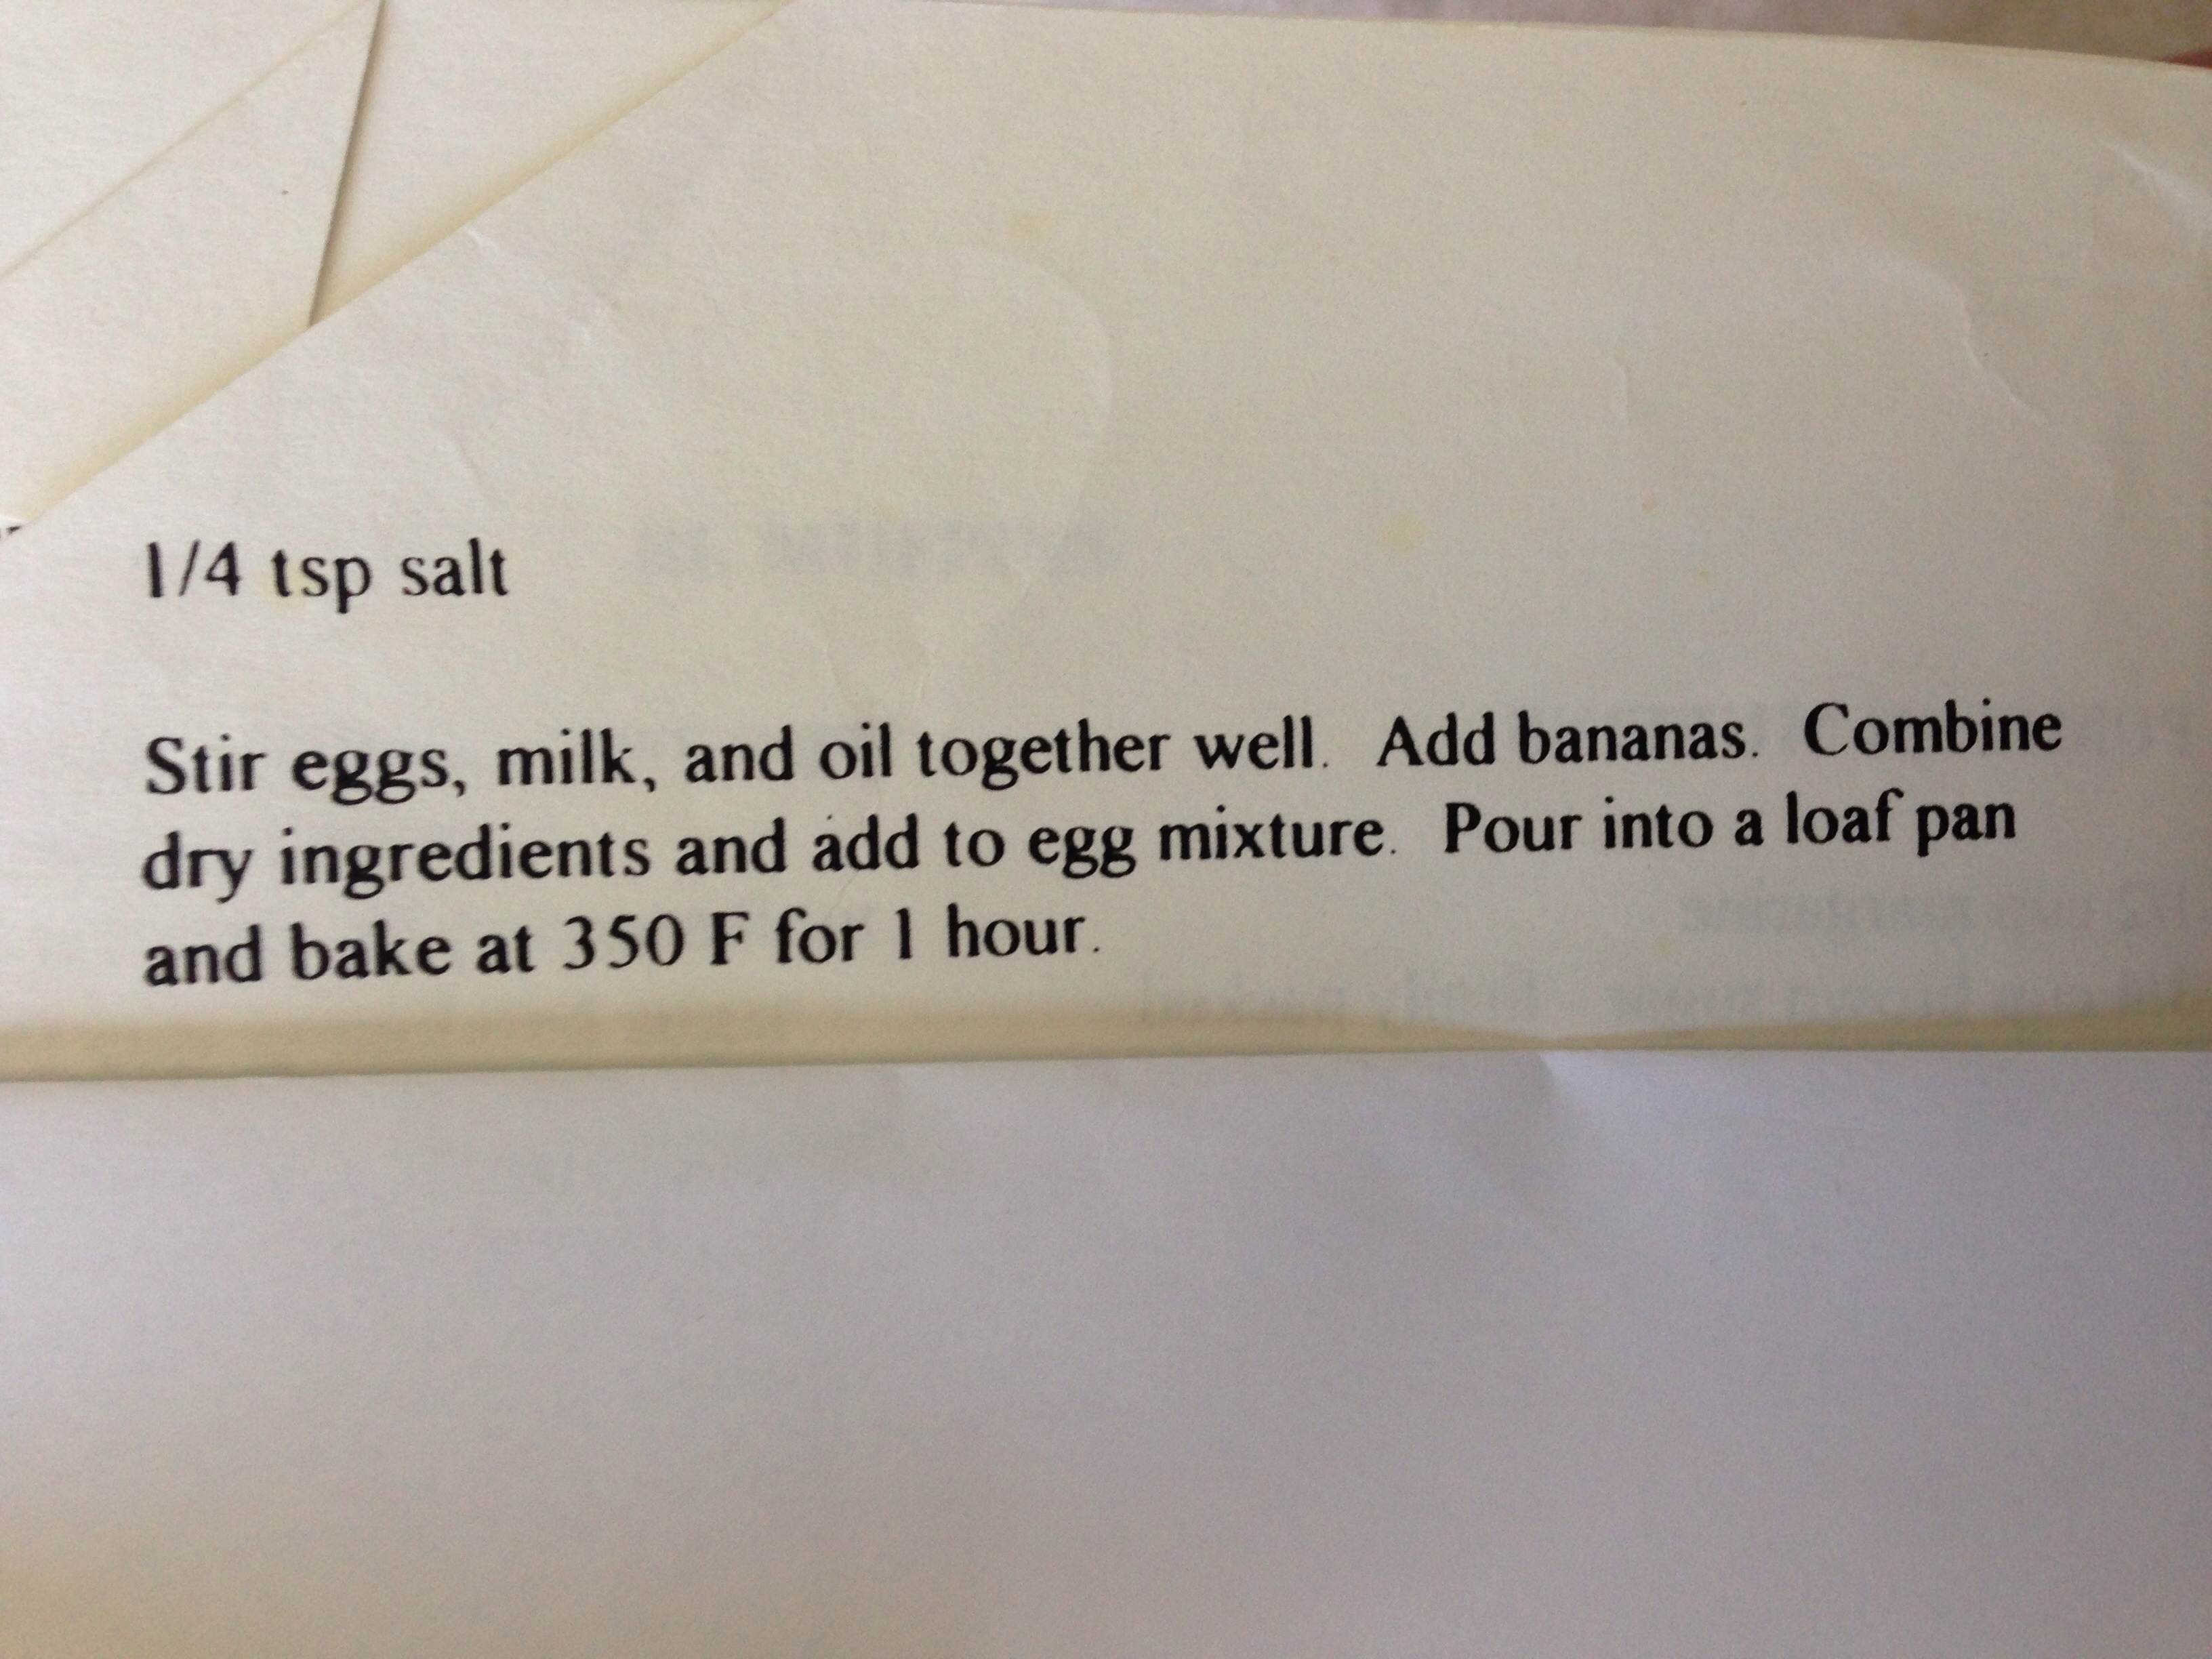 1/4 tsp salt
Stir eggs, milk, and oil together well. Add bananas. Combine
dry ingredients and add to egg mixture. Pour into a loaf pan
and bake at 350 F for 1 hour.